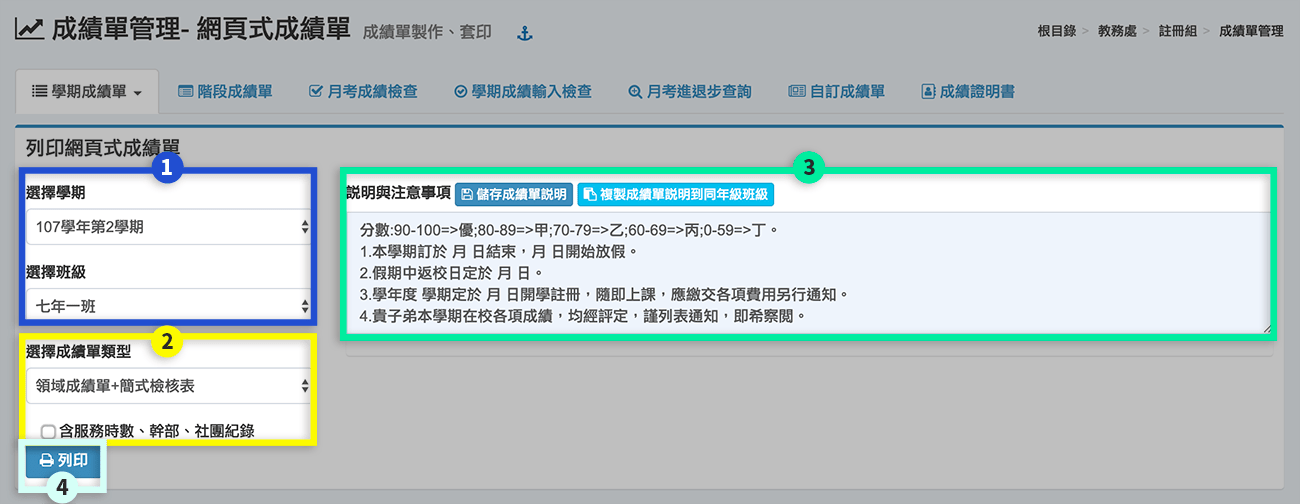 成績單管理- 網頁式成績單 成績單製作、套印
根目錄 > 教務處 > 註冊組 > 成績單管理
學期成績單 階段成績單 月考成績檢查 學期成績輸入檢查 月考進退步查詢 自訂成績單 成績證明書
列印網頁式成績單
1
選擇學期
107學年第2學期
選擇班級
七年一班
2
選擇成績單類型
領域成績單+簡式檢核表
含服務時數、幹部、社團紀錄
列印
4
3
說明與注意事項 儲存成績單說明 複製成績單說明到同年級班級
分數:90-100=>優;80-89=>甲;70-79=>乙;60-69=>丙;0-59=>丁。
1.本學期訂於 月 日結束，月 日開始放假。
2.假期中返校日定於 月 日。
3.學年度 學期定於 月 日開學註冊，隨即上課，應繳交各項費用另行通知。
4.貴子弟本學期在校各項成績，均經評定，謹列表通知，即希察閱。